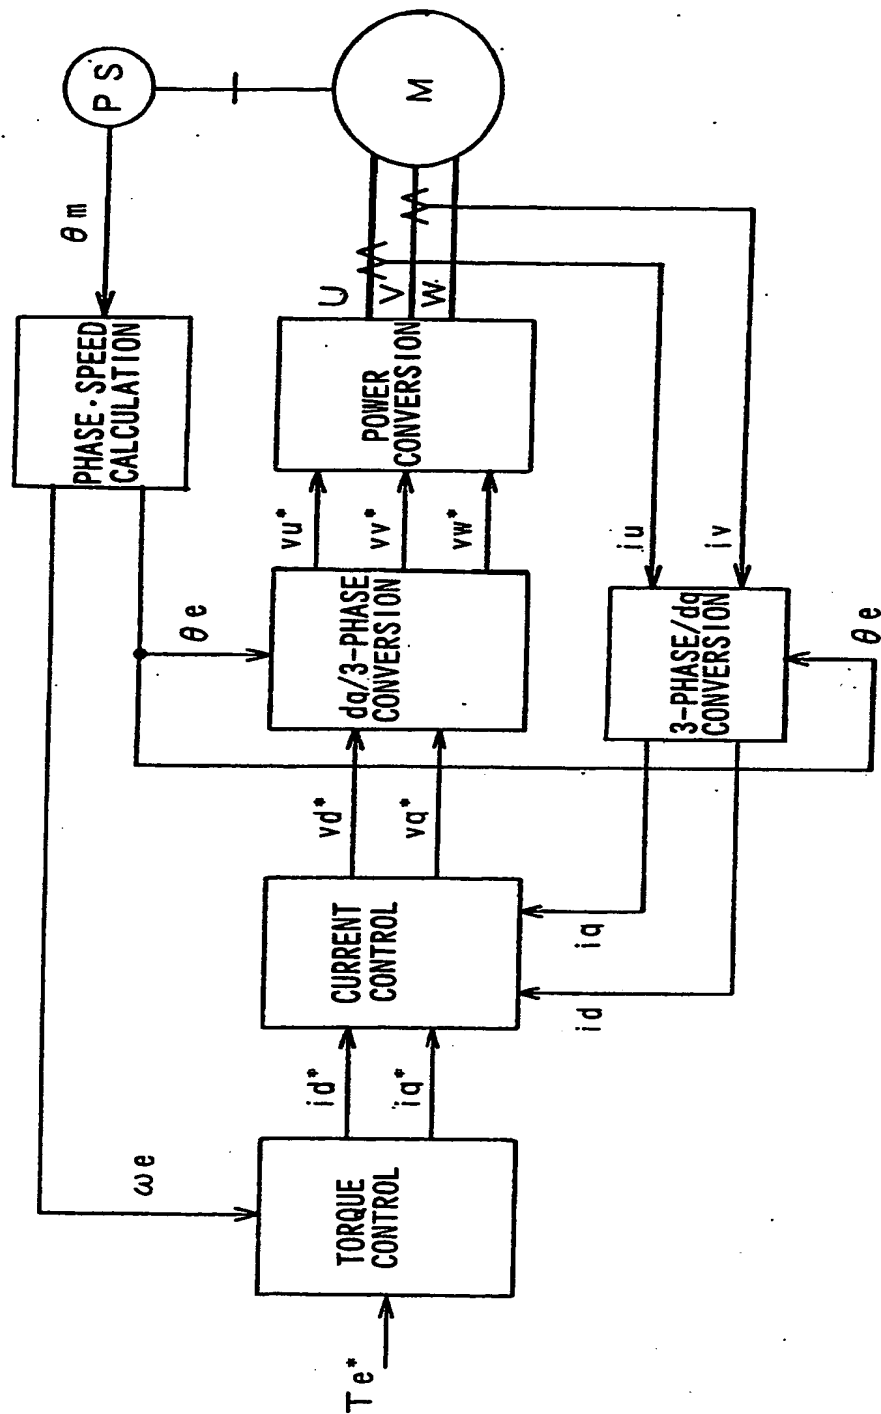 P S
θm
PHASE·SPEED
CALCULATION
M
U
V
W
POWER
CONVERSION
vu*
vv*
vw*
θe
dq/3-PHASE
CONVERSION
iu
iv
3-PHASE/dq
CONVERSION
θe
vd*
vq*
CURRENT
CONTROL
iq
id
id*
iq*
ωe
TORQUE
CONTROL
Te*